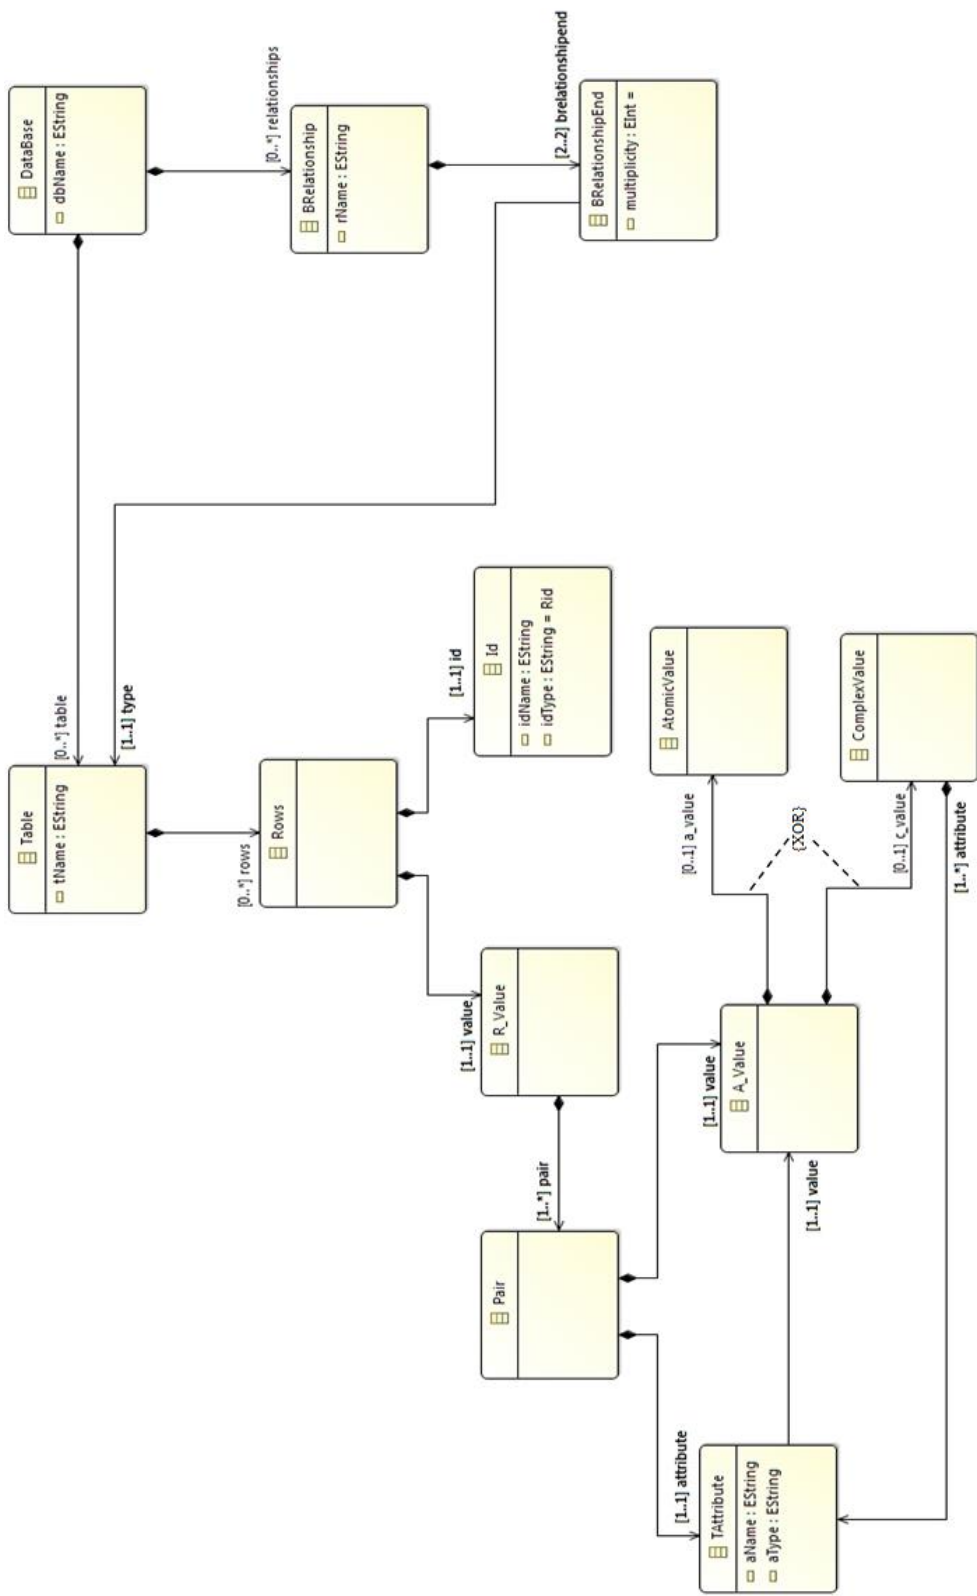 DataBase
dbName : EString
[0..*] relationships
BRelationship
rName : EString
[2..2] brelationshipend
BRelationshipEnd
multiplicity : EInt =
[0..*] table
[1..1] type
Table
tName : EString
[0..*] rows
Rows
[1..1] id
Id
idName : EString
idType : EString = Rid
[1..1] value
R_Value
[1..*] pair
Pair
[1..1] attribute
TAttribute
aName : EString
aType : EString
[1..1] value
[1..1] value
A_Value
[0..1] a_value
AtomicValue
{XOR}
[0..1] c_value
ComplexValue
[1..*] attribute